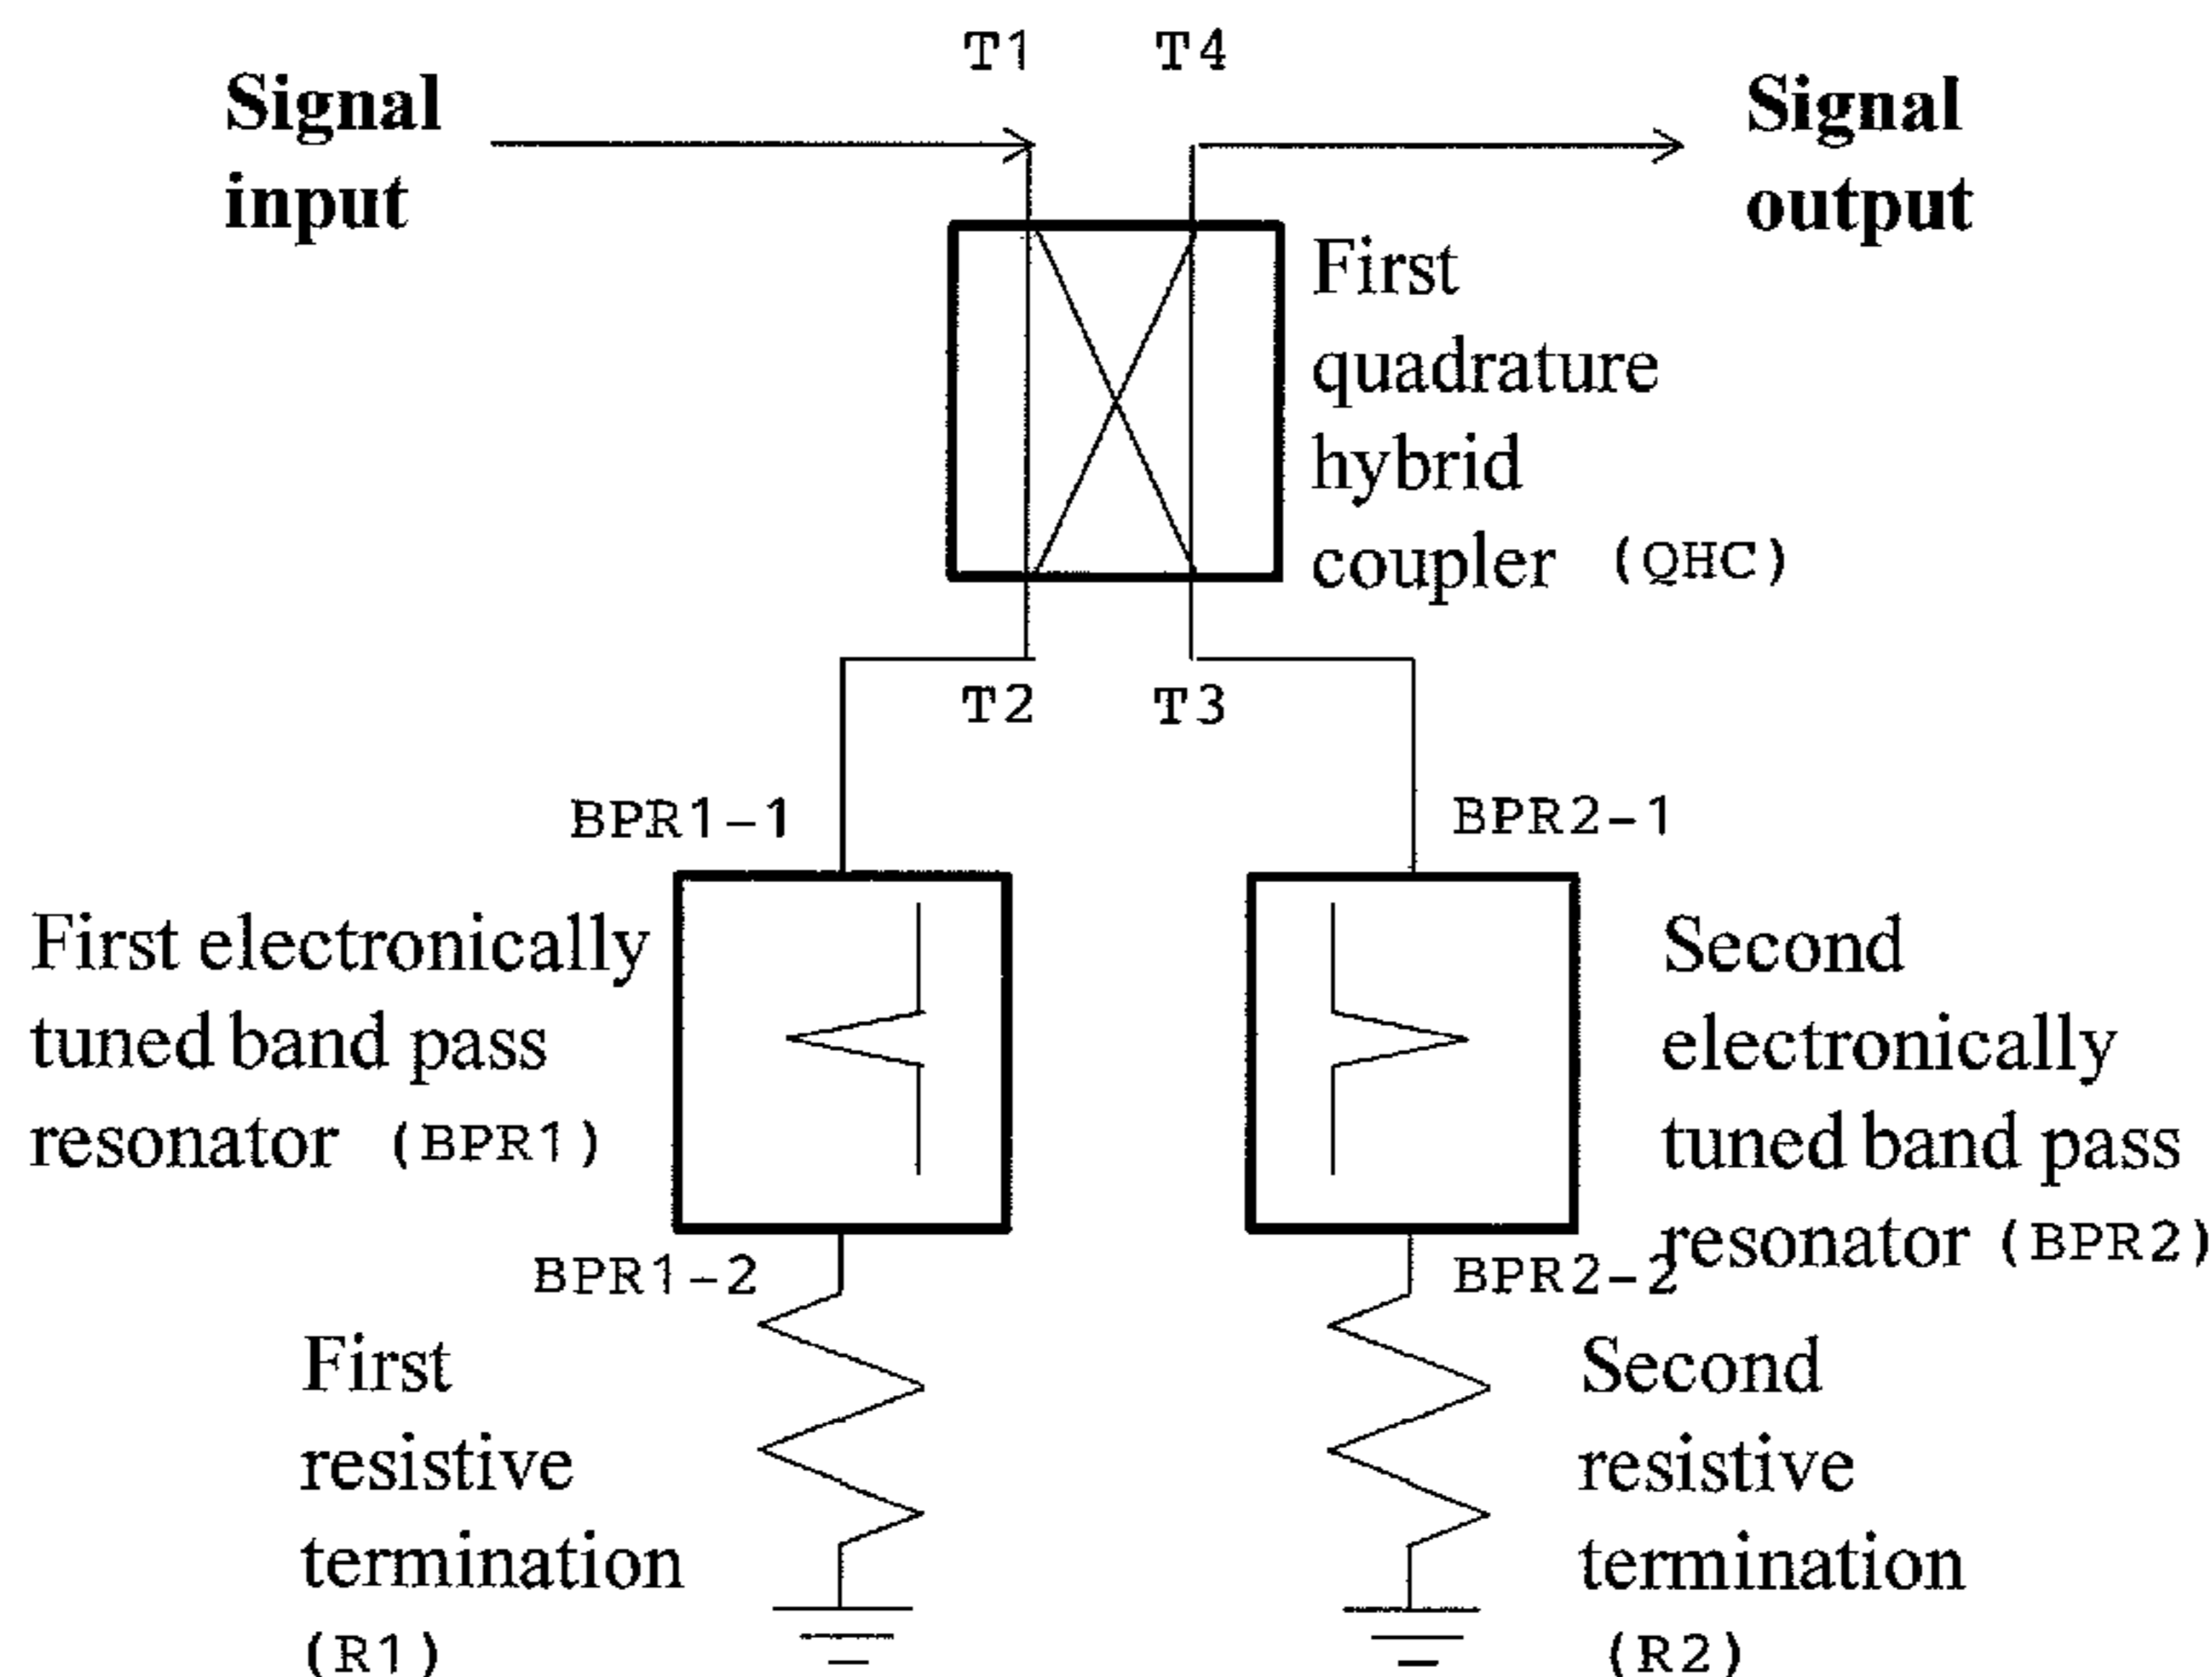 T1
T4
Signal
input
Signal
output
First
quadrature
hybrid
coupler (QHC)
T2
T3
BPR1-1
BPR2-1
First electronically
tuned band pass
resonator (BPR1)
Second
electronically
tuned band pass
resonator (BPR2)
BPR1-2
BPR2-2
First
resistive
termination
(R1)
Second
resistive
termination
(R2)